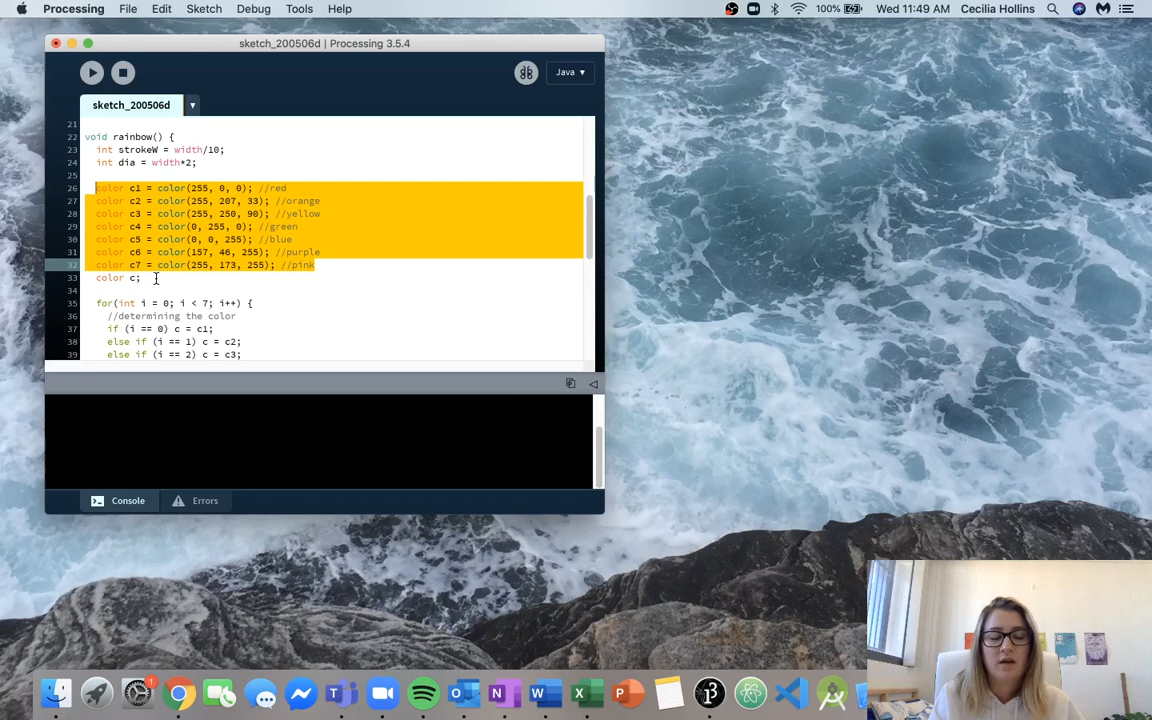 Processing File Edit Sketch Debug Tools Help 100% Wed 11:49 AM Cecilia Hollins
sketch_200506d | Processing 3.5.4
Java ▾
sketch_200506d
21
22 void rainbow() {
23 int strokeW = width/10;
24 int dia = width*2;
25
26 color c1 = color(255, 0, 0); //red
27 color c2 = color(255, 207, 33); //orange
28 color c3 = color(255, 250, 90); //yellow
29 color c4 = color(0, 255, 0); //green
30 color c5 = color(0, 0, 255); //blue
31 color c6 = color(157, 46, 255); //purple
32 color c7 = color(255, 173, 255); //pink
33 color c;
34
35 for(int i = 0; i < 7; i++) {
36 //determining the color
37 if (i == 0) c = c1;
38 else if (i == 1) c = c2;
39 else if (i == 2) c = c3;
Console Errors
1